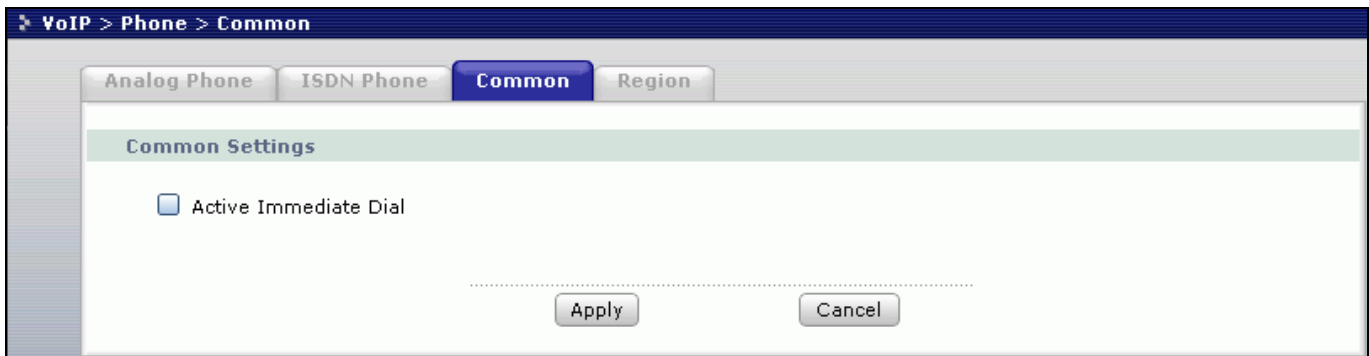 VoIP > Phone > Common
Analog Phone ISDN Phone Common Region
Common Settings
Active Immediate Dial
Apply Cancel